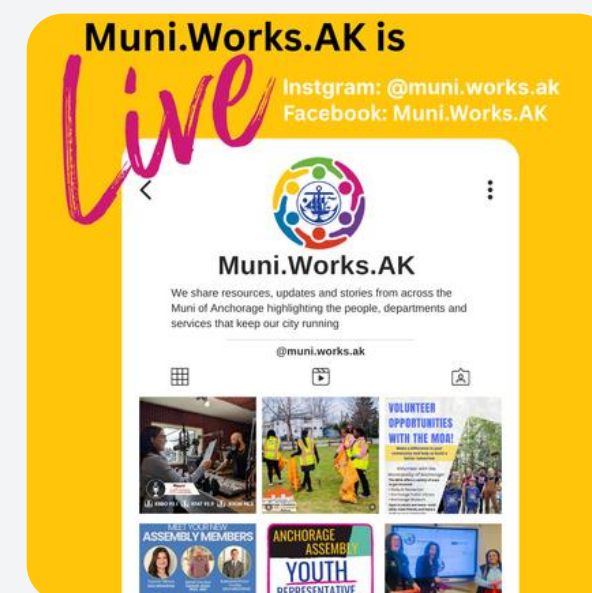 Muni.Works.AK is
Live
Instgram: @muni.works.ak
Facebook: Muni.Works.AK
Muni.Works.AK
We share resources, updates and stories from across the
Muni of Anchorage highlighting the people, departments and
services that keep our city running
@muni.works.ak
VOLUNTEER
OPPORTUNITIES
WITH THE MOA!
MEET YOUR NEW
ASSEMBLY MEMBERS
ANCHORAGE
ASSEMBLY
YOUTH
REPRESENTATIVE